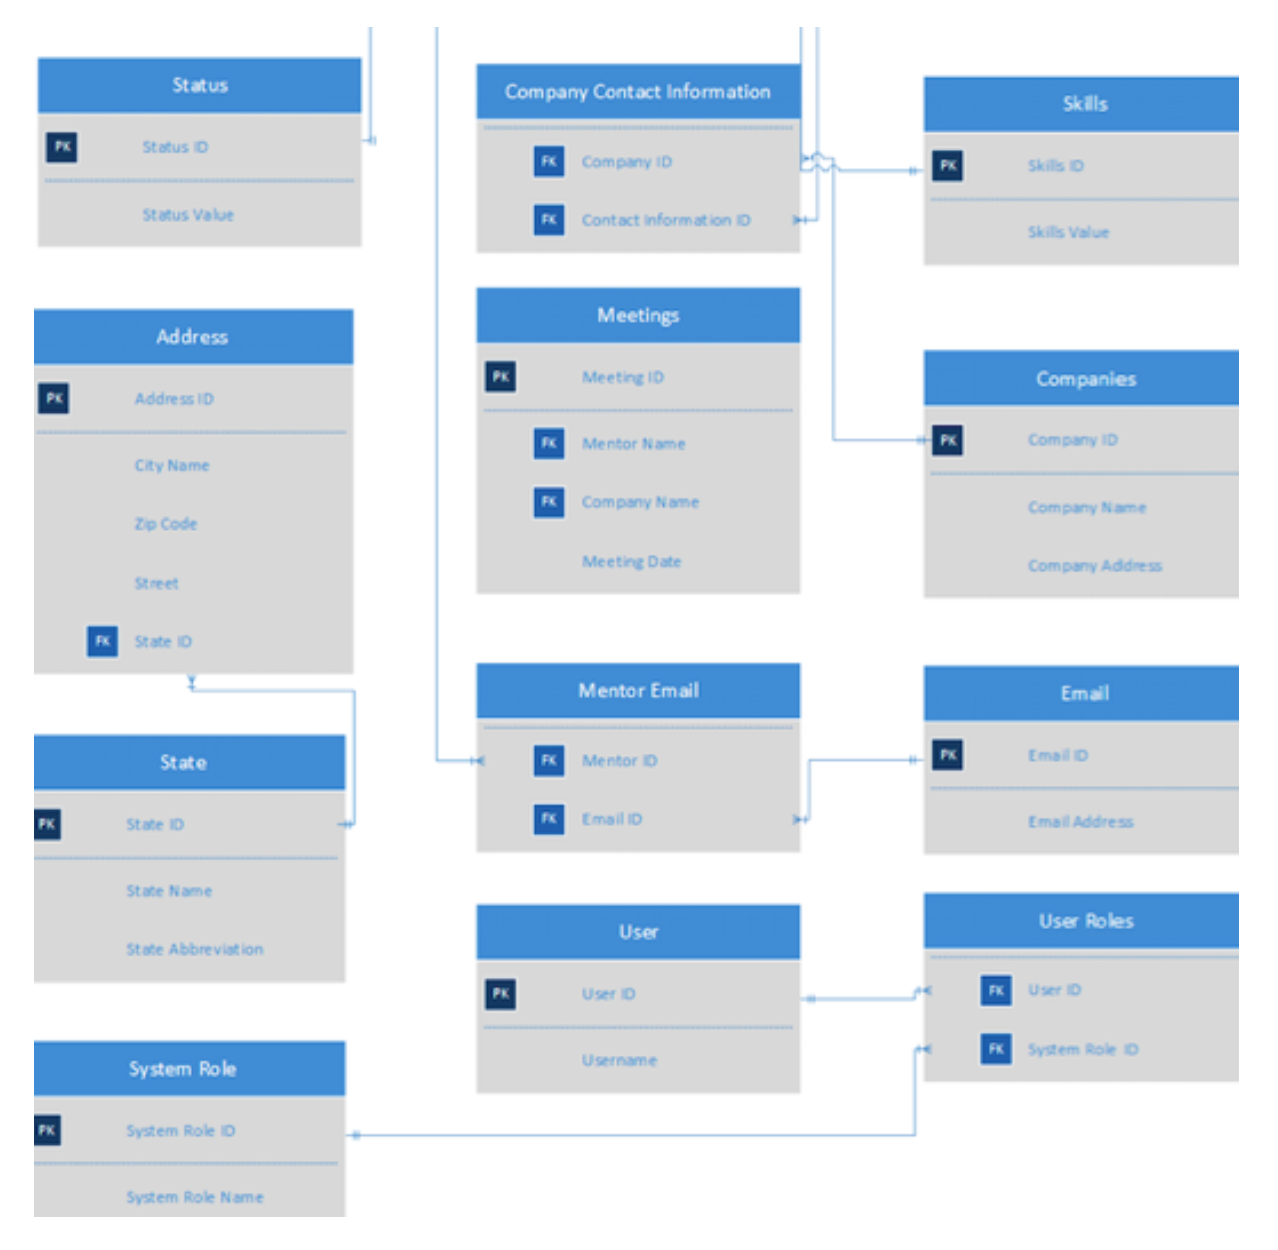 Status
PK Status ID
Status Value
Address
PK Address ID
City Name
Zip Code
Street
FK State ID
State
PK State ID
State Name
State Abbreviation
System Role
PK System Role ID
System Role Name
Company Contact Information
FK Company ID
FK Contact Information ID
Meetings
PK Meeting ID
FK Mentor Name
FK Company Name
Meeting Date
Mentor Email
FK Mentor ID
FK Email ID
User
PK User ID
Username
Skills
PK Skills ID
Skills Value
Companies
PK Company ID
Company Name
Company Address
Email
PK Email ID
Email Address
User Roles
FK User ID
FK System Role ID